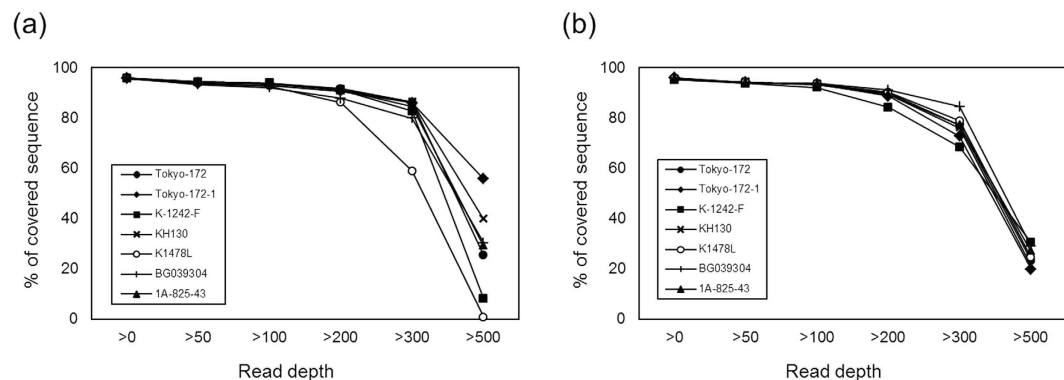 (a)
% of covered sequence
100
80
60
40
20
0
Tokyo-172
Tokyo-172-1
K-1242-F
KH130
K1478L
BG039304
1A-825-43
>0 >50 >100 >200 >300 >500
Read depth
(b)
% of covered sequence
100
80
60
40
20
0
Tokyo-172
Tokyo-172-1
K-1242-F
KH130
K1478L
BG039304
1A-825-43
>0 >50 >100 >200 >300 >500
Read depth